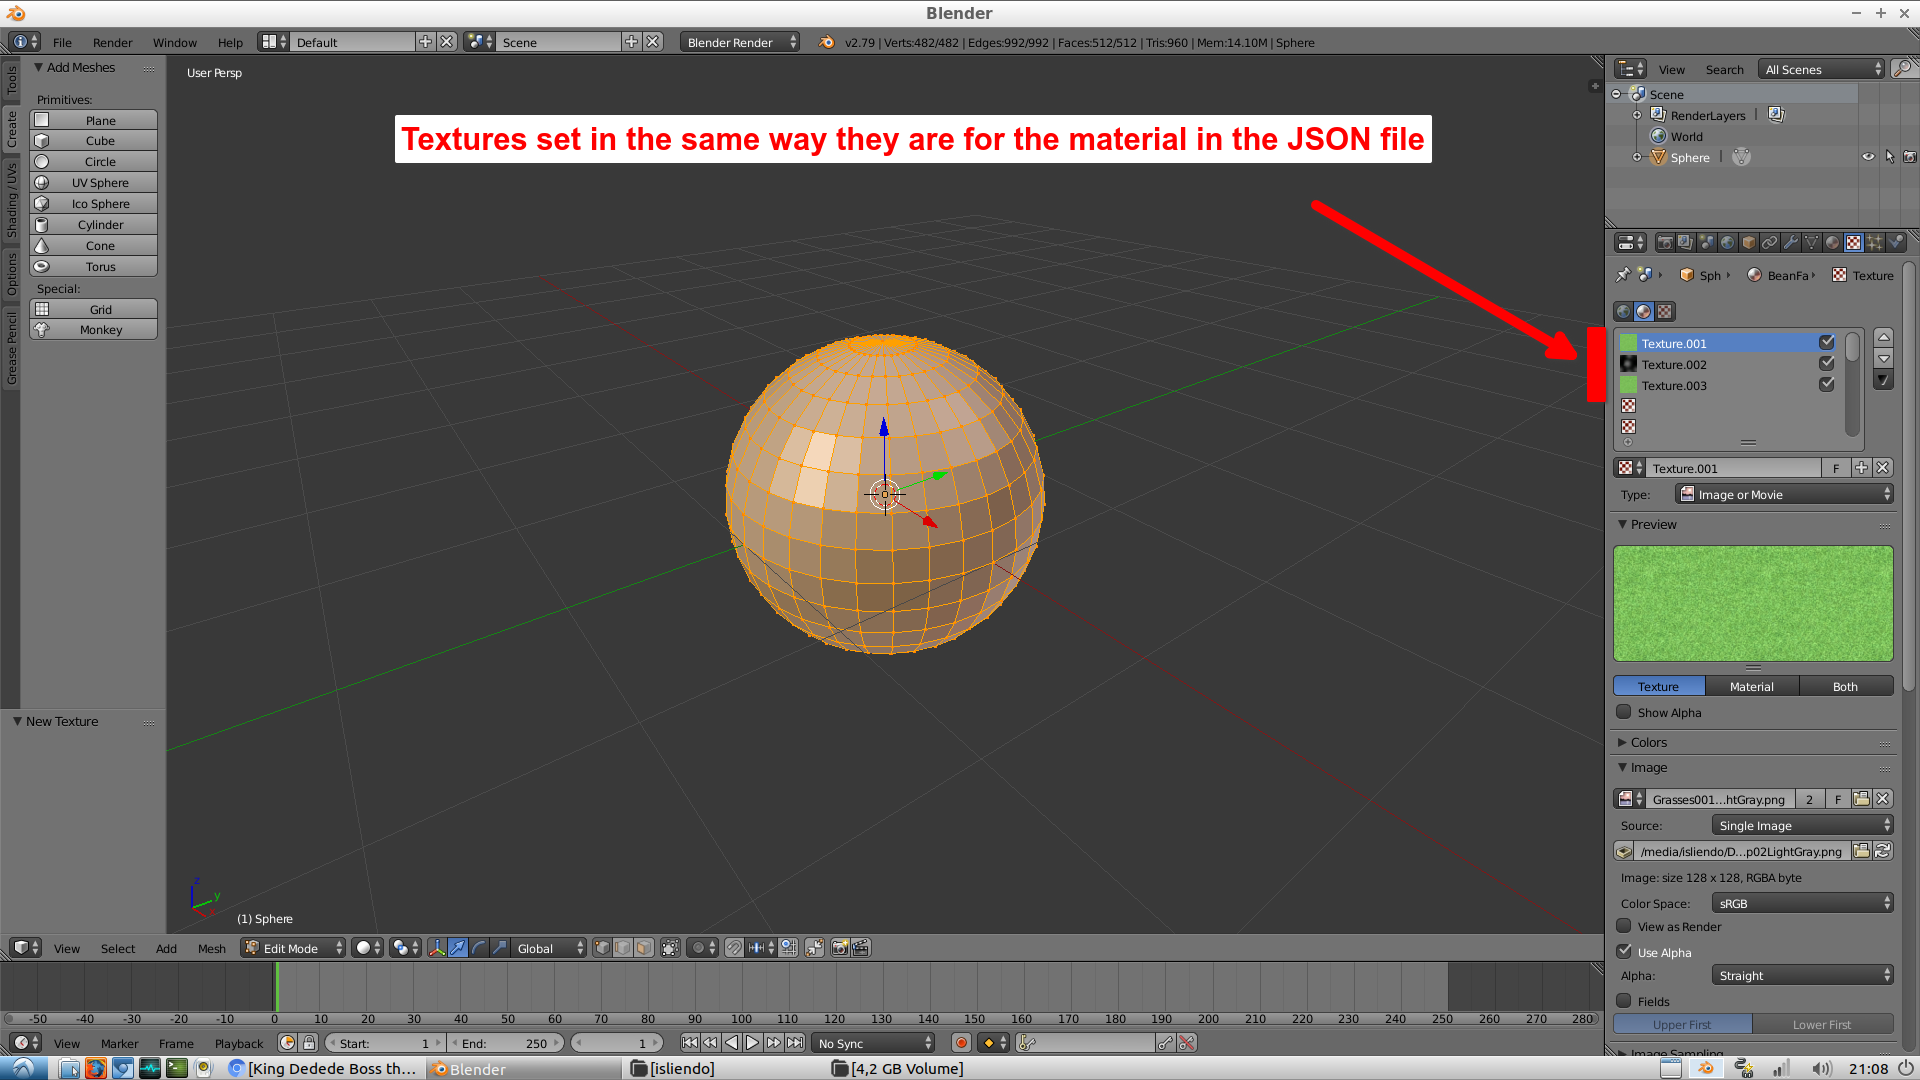 Blender
File Render Window Help Default Scene Blender Render v2.79 | Verts:482/482 | Edges:992/992 | Faces:512/512 | Tris:960 | Mem:14.10M | Sphere
Tools
Create
Shading / UVs
Options
Grease Pencil
Add Meshes
Primitives:
Plane
Cube
Circle
UV Sphere
Ico Sphere
Cylinder
Cone
Torus
Special:
Grid
Monkey
New Texture
User Persp
Textures set in the same way they are for the material in the JSON file
z
y
x
(1) Sphere
View Search All Scenes
Scene
RenderLayers
World
Sphere
Sph BeanFa Texture
Texture.001
Texture.002
Texture.003
Texture.001 F
Type: Image or Movie
Preview
Texture Material Both
Show Alpha
Colors
Image
Grasses001...htGray.png 2 F
Source: Single Image
/media/isliendo/D...p02LightGray.png
Image: size 128 x 128, RGBA byte
Color Space: sRGB
View as Render
Use Alpha
Alpha: Straight
Fields
Upper First Lower First
Image Sampling
View Select Add Mesh Edit Mode Global
-50 -40 -30 -20 -10 0 10 20 30 40 50 60 70 80 90 100 110 120 130 140 150 160 170 180 190 200 210 220 230 240 250 260 270 280
View Marker Frame Playback Start: 1 End: 250 1 No Sync
[King Dedede Boss th... Blender [isliendo] [4,2 GB Volume] 21:08